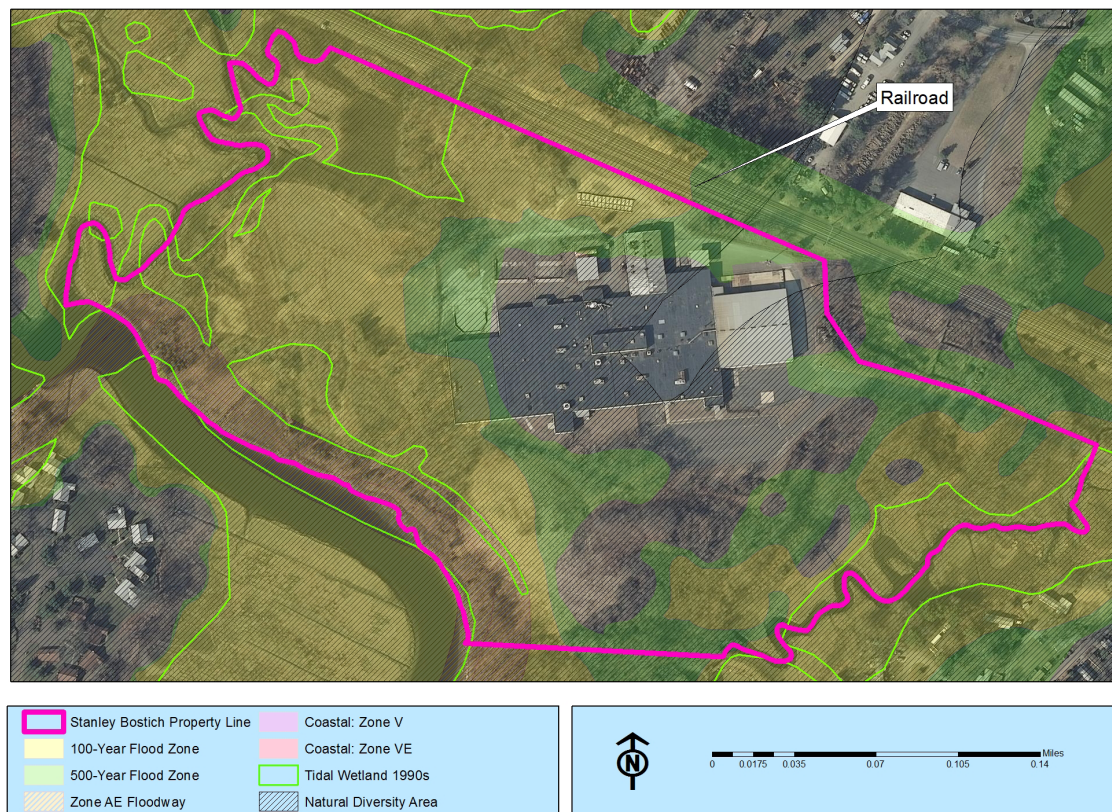 Railroad
Stanley Bostich Property Line
100-Year Flood Zone
500-Year Flood Zone
Zone AE Floodway
Coastal: Zone V
Coastal: Zone VE
Tidal Wetland 1990s
Natural Diversity Area
N
Miles
0 0.0175 0.035 0.07 0.105 0.14